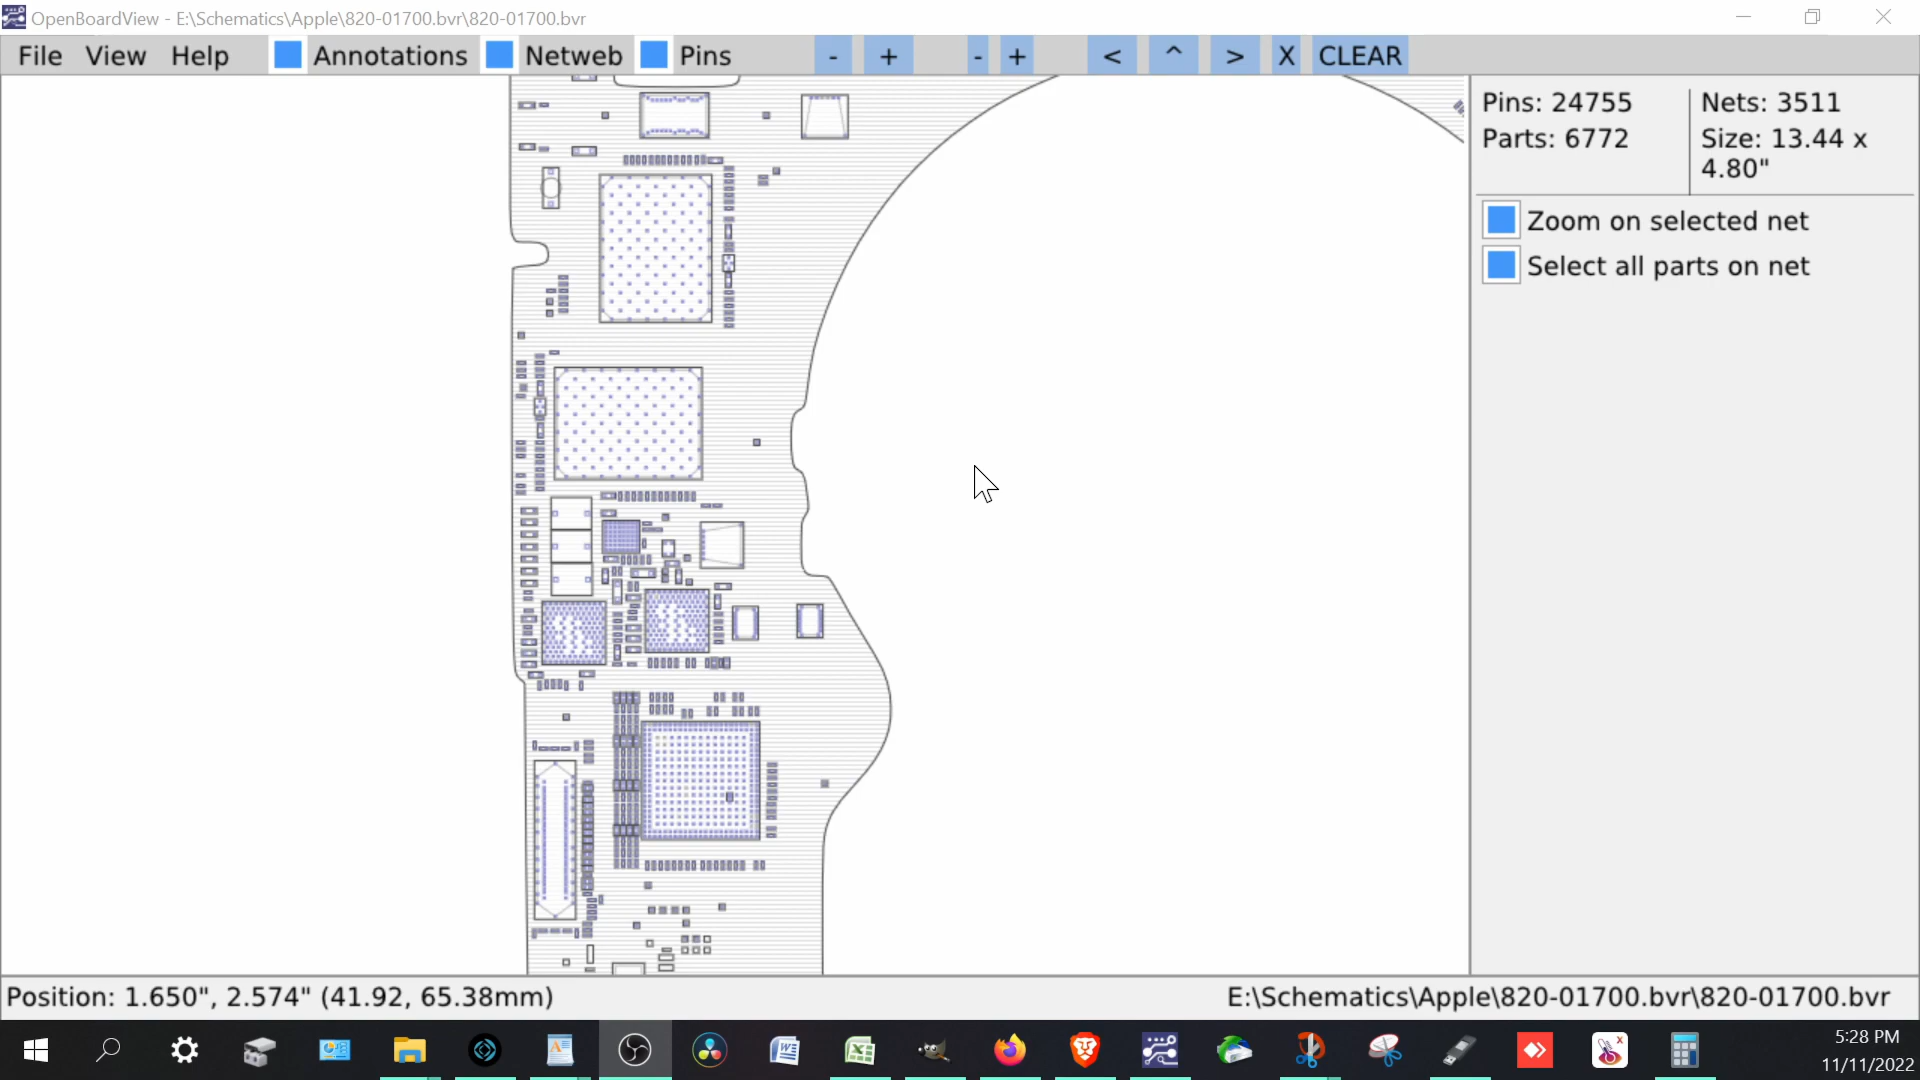 OpenBoardView - E:\Schematics\Apple\820-01700.bvr\820-01700.bvr
File View Help Annotations Netweb Pins - + - + < ^ > X CLEAR
Pins: 24755
Parts: 6772
Nets: 3511
Size: 13.44 x
4.80"
Zoom on selected net
Select all parts on net
Position: 1.650", 2.574" (41.92, 65.38mm)
E:\Schematics\Apple\820-01700.bvr\820-01700.bvr
5:28 PM
11/11/2022